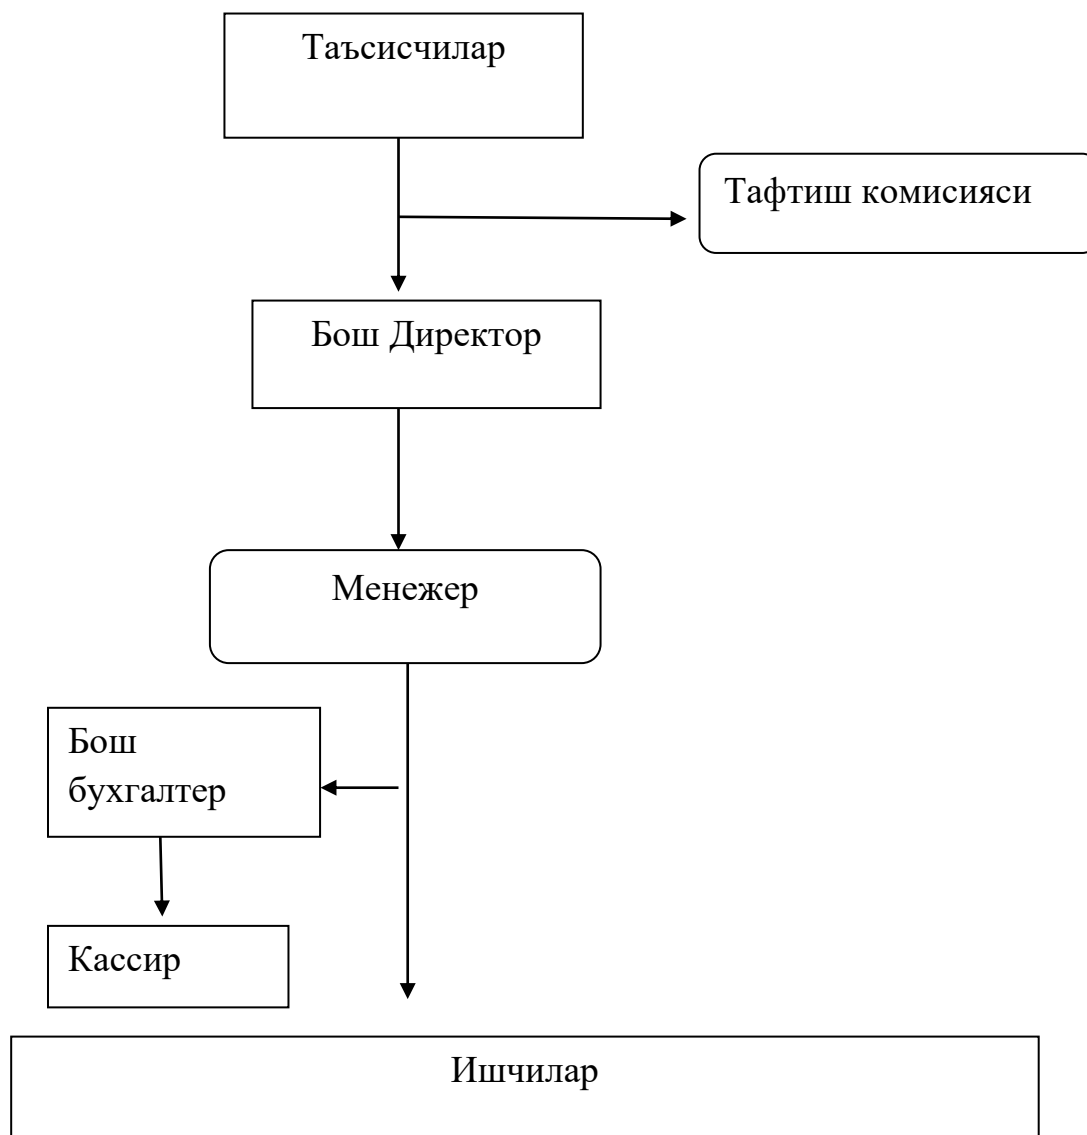 Таъсисчилар
Тафтиш комисияси
Бош Директор
Менежер
Бош
бухгалтер
Кассир
Ишчилар